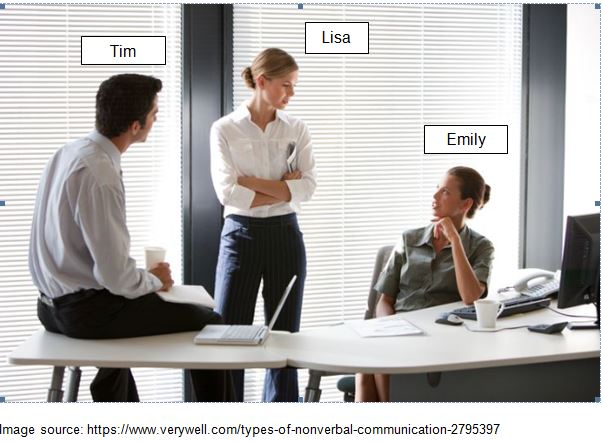 Lisa
Tim
Emily
Image source: https://www.verywell.com/types-of-nonverbal-communication-2795397